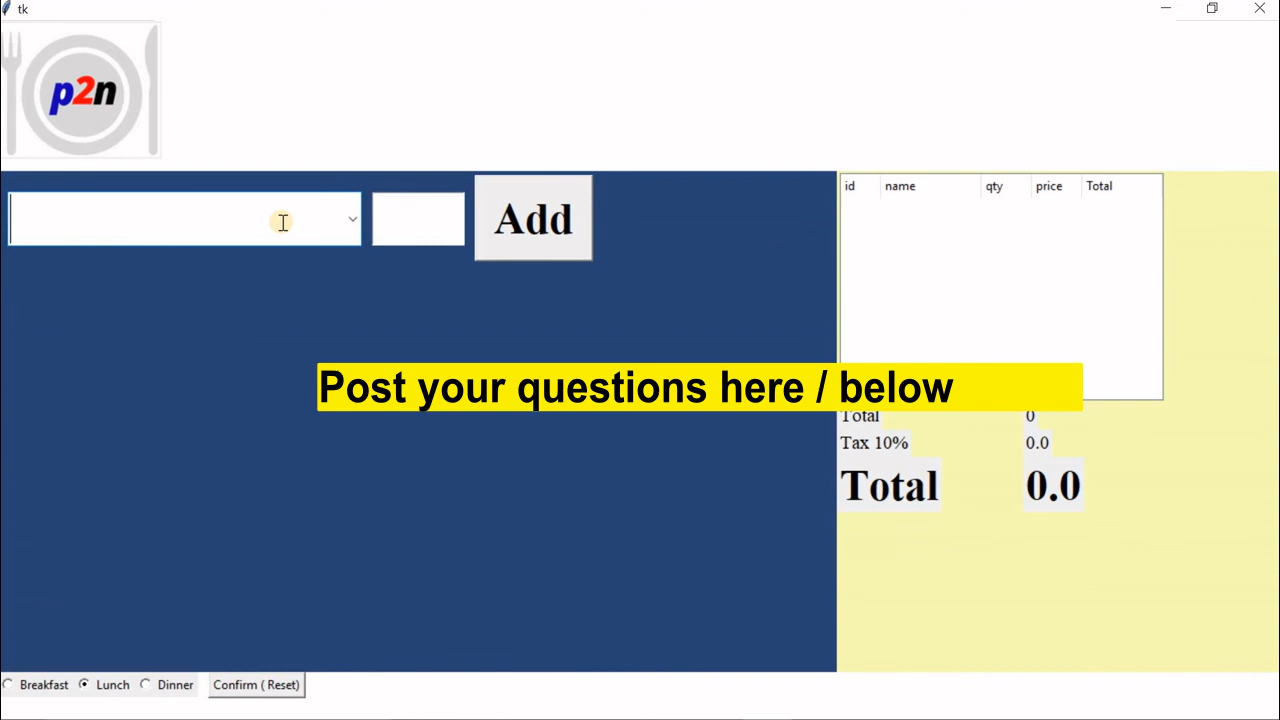 tk
p2n
Add
id name qty price Total
Post your questions here / below
Total 0
Tax 10% 0.0
Total 0.0
Breakfast Lunch Dinner Confirm ( Reset)